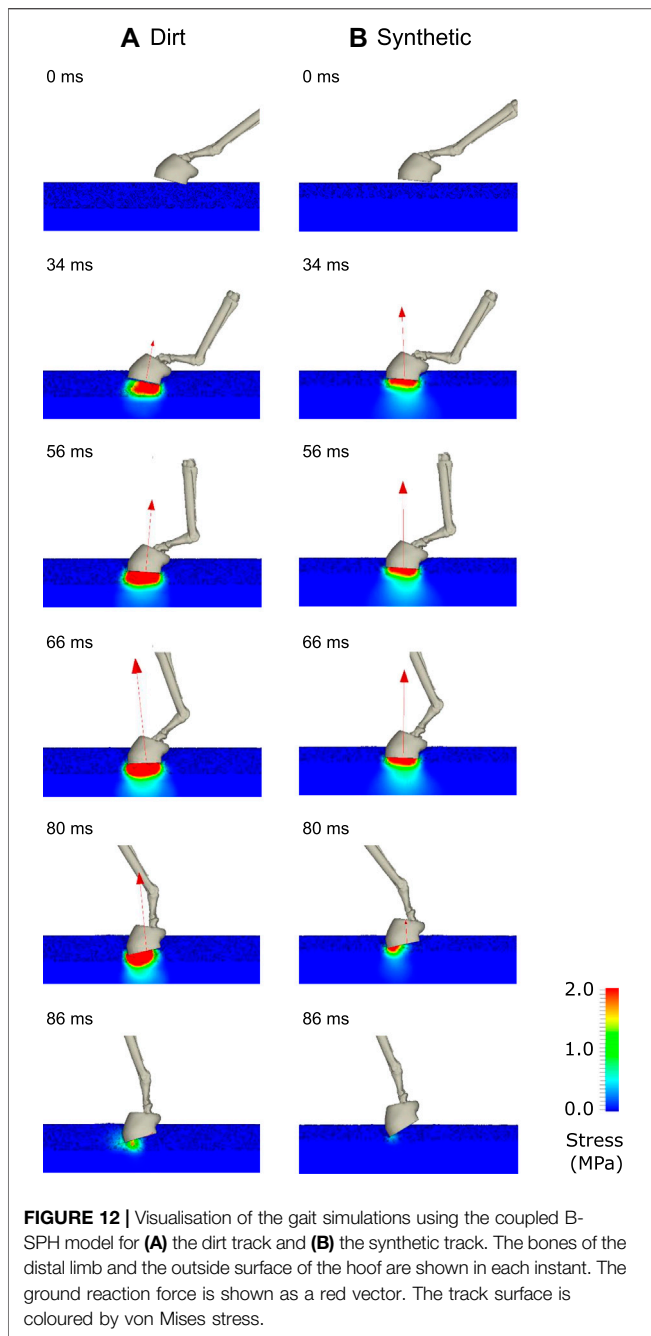 A Dirt
B Synthetic
0 ms
0 ms
34 ms
34 ms
56 ms
56 ms
66 ms
66 ms
80 ms
80 ms
86 ms
86 ms
2.0
1.0
0.0
Stress
(MPa)
FIGURE 12 | Visualisation of the gait simulations using the coupled B-
SPH model for (A) the dirt track and (B) the synthetic track. The bones of the
distal limb and the outside surface of the hoof are shown in each instant. The
ground reaction force is shown as a red vector. The track surface is
coloured by von Mises stress.